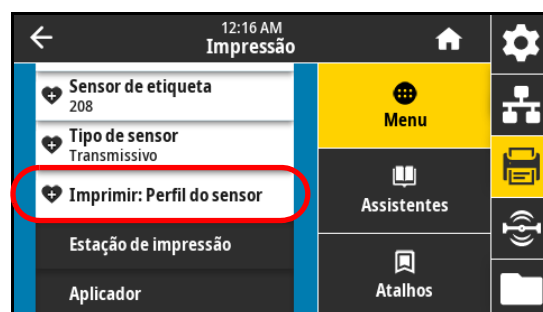 12:16 AM
Impressão
Sensor de etiqueta
208
Tipo de sensor
Transmissivo
Imprimir: Perfil do sensor
Estação de impressão
Aplicador
Menu
Assistentes
Atalhos